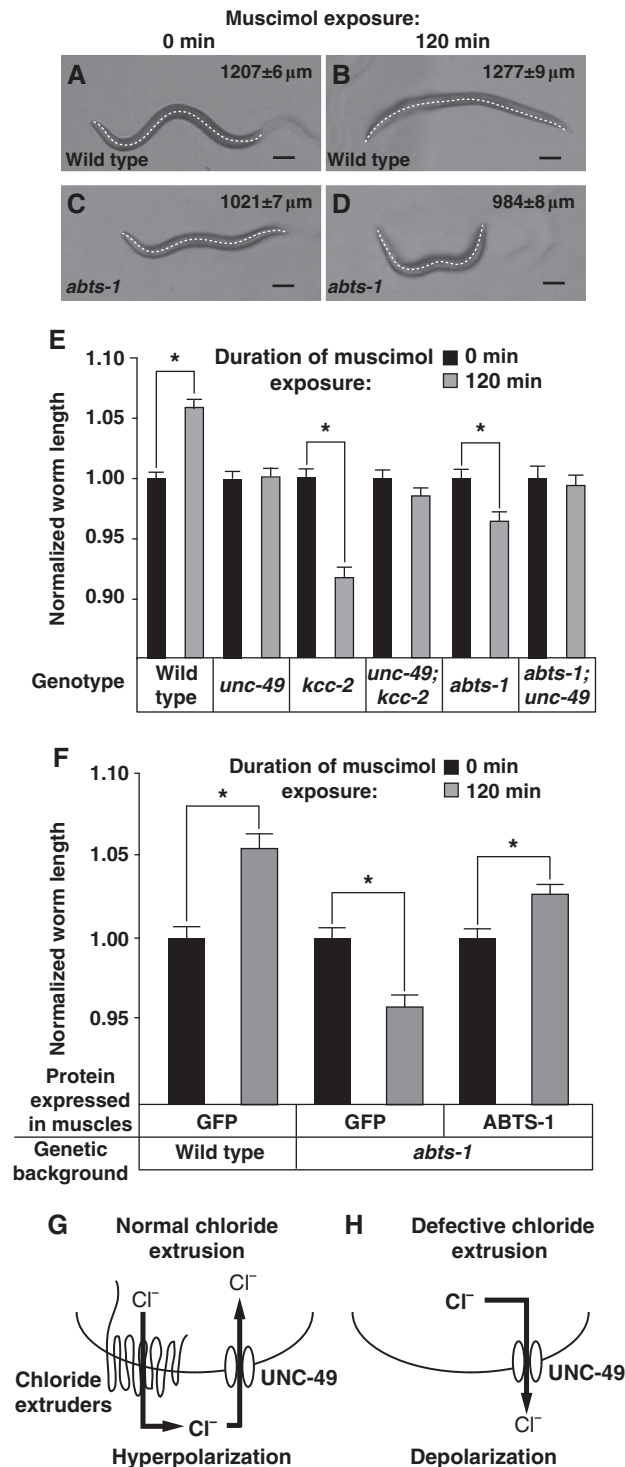 Muscimol exposure:
0 min 120 min
A 1207±6 µm
Wild type
B 1277±9 µm
Wild type
C 1021±7 µm
abts-1
D 984±8 µm
abts-1
E
Duration of muscimol
exposure:
0 min
120 min
Normalized worm length
1.10
1.05
1.00
0.95
0.90
* * *
Genotype
Wild
type
unc-49
kcc-2
unc-49;
kcc-2
abts-1
abts-1;
unc-49
F
Duration of muscimol
exposure:
0 min
120 min
Normalized worm length
1.10
1.05
1.00
0.95
* * *
Protein
expressed
in muscles
GFP GFP ABTS-1
Genetic
background
Wild type abts-1
G Normal chloride
extrusion
Cl⁻
Cl⁻
Chloride
extruders
UNC-49
Cl⁻
Hyperpolarization
H Defective chloride
extrusion
Cl⁻
UNC-49
Cl⁻
Depolarization